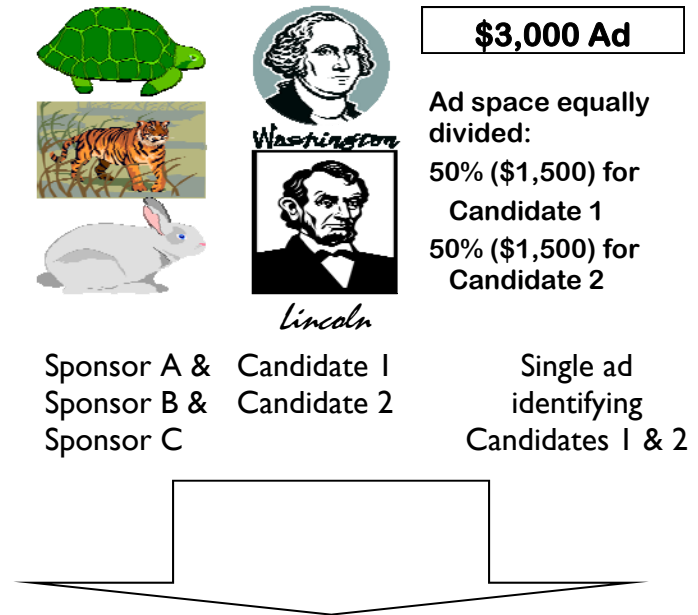 $3,000 Ad
Washington
Ad space equally
divided:
50% ($1,500) for
Candidate 1
50% ($1,500) for
Candidate 2
Lincoln
Sponsor A & Candidate 1
Sponsor B & Candidate 2
Sponsor C
Single ad
identifying
Candidates 1 & 2